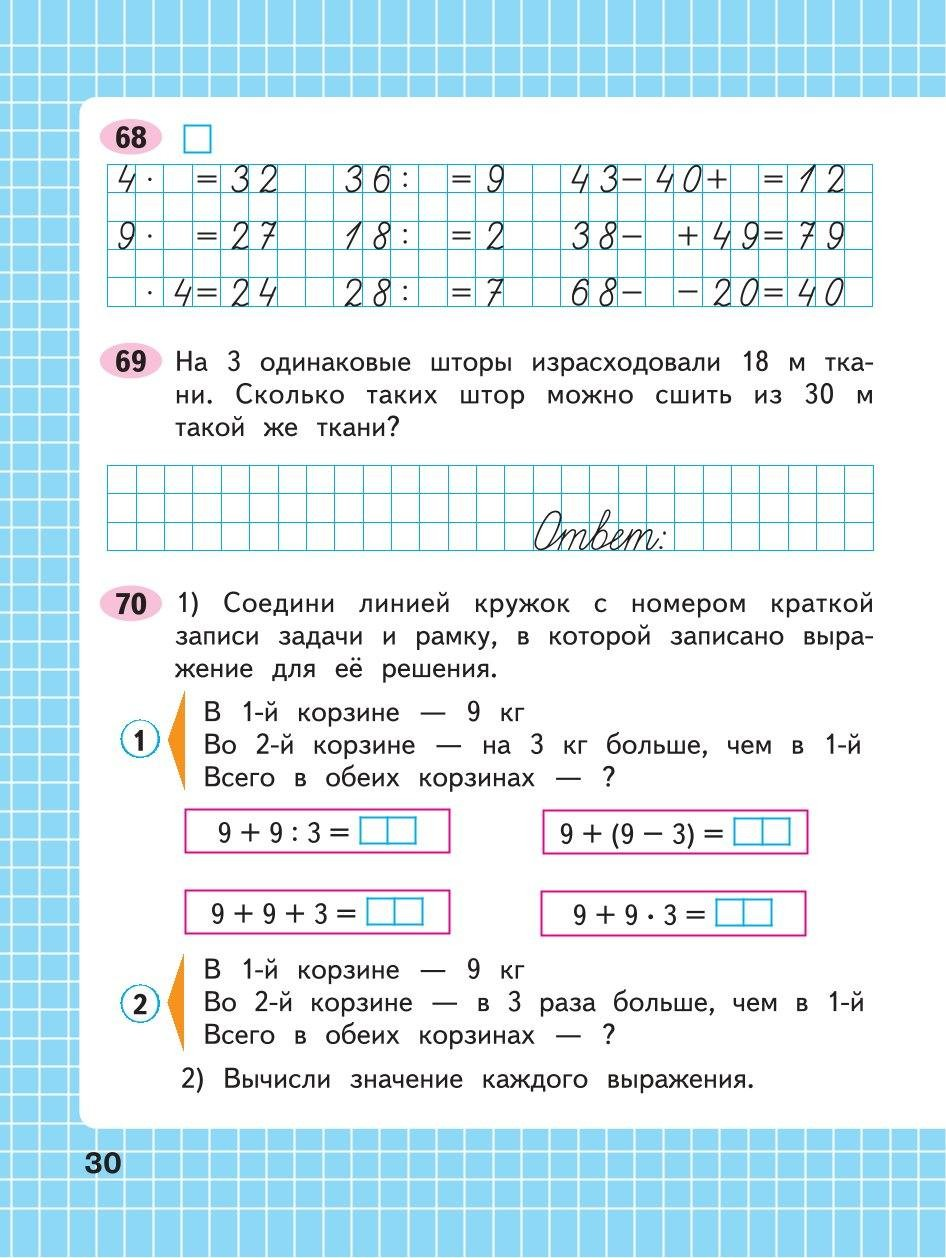 68
4 · = 32 36 : = 9 43 − 40 + = 12
9 · = 27 18 : = 2 38 − + 49 = 79
· 4 = 24 28 : = 7 68 − − 20 = 40
69 На 3 одинаковые шторы израсходовали 18 м тка-
ни. Сколько таких штор можно сшить из 30 м
такой же ткани?
Ответ:
70 1) Соедини линией кружок с номером краткой
записи задачи и рамку, в которой записано выра-
жение для её решения.
В 1-й корзине — 9 кг
1 Во 2-й корзине — на 3 кг больше, чем в 1-й
Всего в обеих корзинах — ?
9 + 9 : 3 = 9 + (9 − 3) =
9 + 9 + 3 = 9 + 9 · 3 =
В 1-й корзине — 9 кг
2 Во 2-й корзине — в 3 раза больше, чем в 1-й
Всего в обеих корзинах — ?
2) Вычисли значение каждого выражения.
30